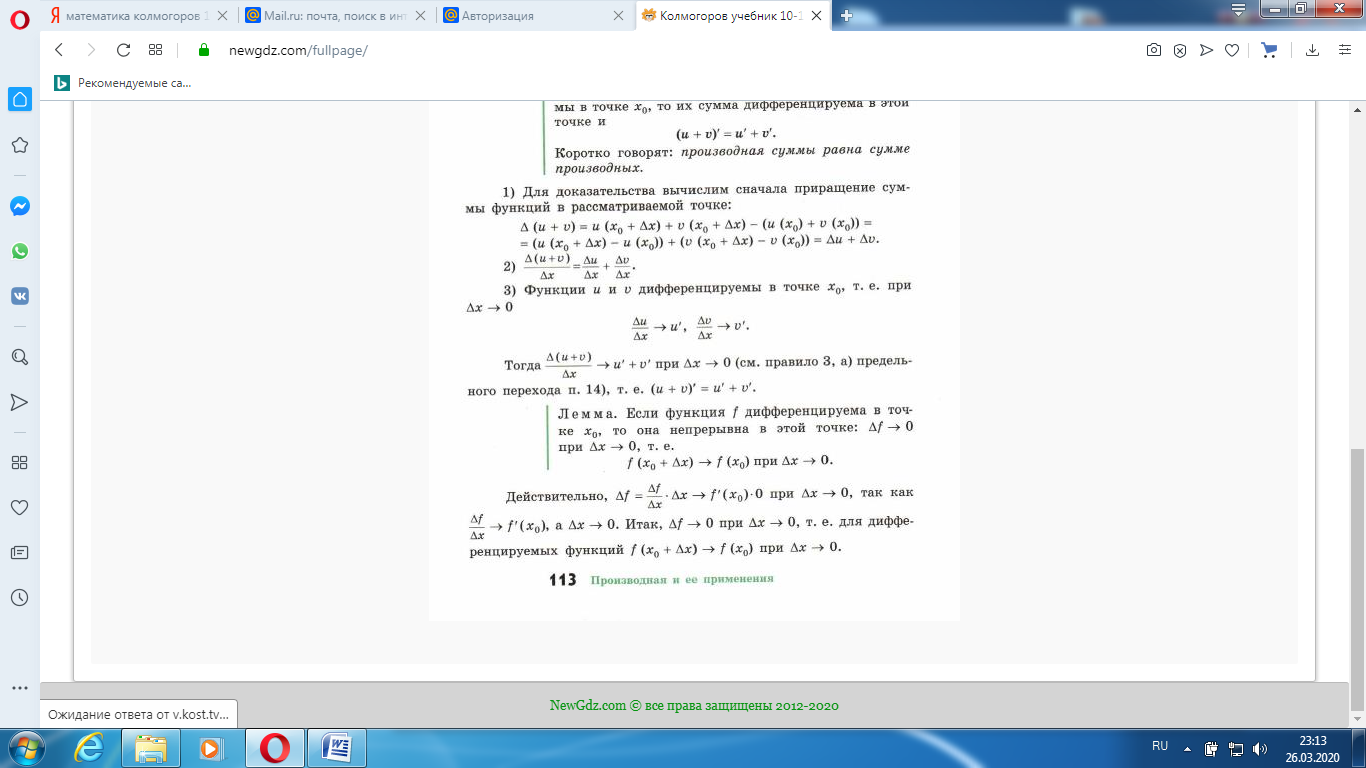 математика колмогоров 1
Mail.ru: почта, поиск в инт
Авторизация
Колмогоров учебник 10-1
newgdz.com/fullpage/
Рекомендуемые са...
мы в точке x₀, то их сумма дифференцируема в этой
точке и
(u + v)′ = u′ + v′.
Коротко говорят: производная суммы равна сумме
производных.
1) Для доказательства вычислим сначала приращение сум-
мы функций в рассматриваемой точке:
Δ (u + v) = u (x₀ + Δx) + v (x₀ + Δx) − (u (x₀) + v (x₀)) =
= (u (x₀ + Δx) − u (x₀)) + (v (x₀ + Δx) − v (x₀)) = Δu + Δv.
2) Δ(u+v)/Δx = Δu/Δx + Δv/Δx.
3) Функции u и v дифференцируемы в точке x₀, т. е. при
Δx → 0
Δu/Δx → u′, Δv/Δx → v′.
Тогда Δ(u+v)/Δx → u′ + v′ при Δx → 0 (см. правило 3, а) предель-
ного перехода п. 14), т. е. (u + v)′ = u′ + v′.
Лемма. Если функция f дифференцируема в точ-
ке x₀, то она непрерывна в этой точке: Δf → 0
при Δx → 0, т. е.
f (x₀ + Δx) → f (x₀) при Δx → 0.
Действительно, Δf = Δf/Δx · Δx → f′(x₀)·0 при Δx → 0, так как
Δf/Δx → f′(x₀), а Δx → 0. Итак, Δf → 0 при Δx → 0, т. е. для диффе-
ренцируемых функций f (x₀ + Δx) → f (x₀) при Δx → 0.
113 Производная и ее применения
NewGdz.com © все права защищены 2012-2020
Ожидание ответа от v.kost.tv...
RU
23:13
26.03.2020